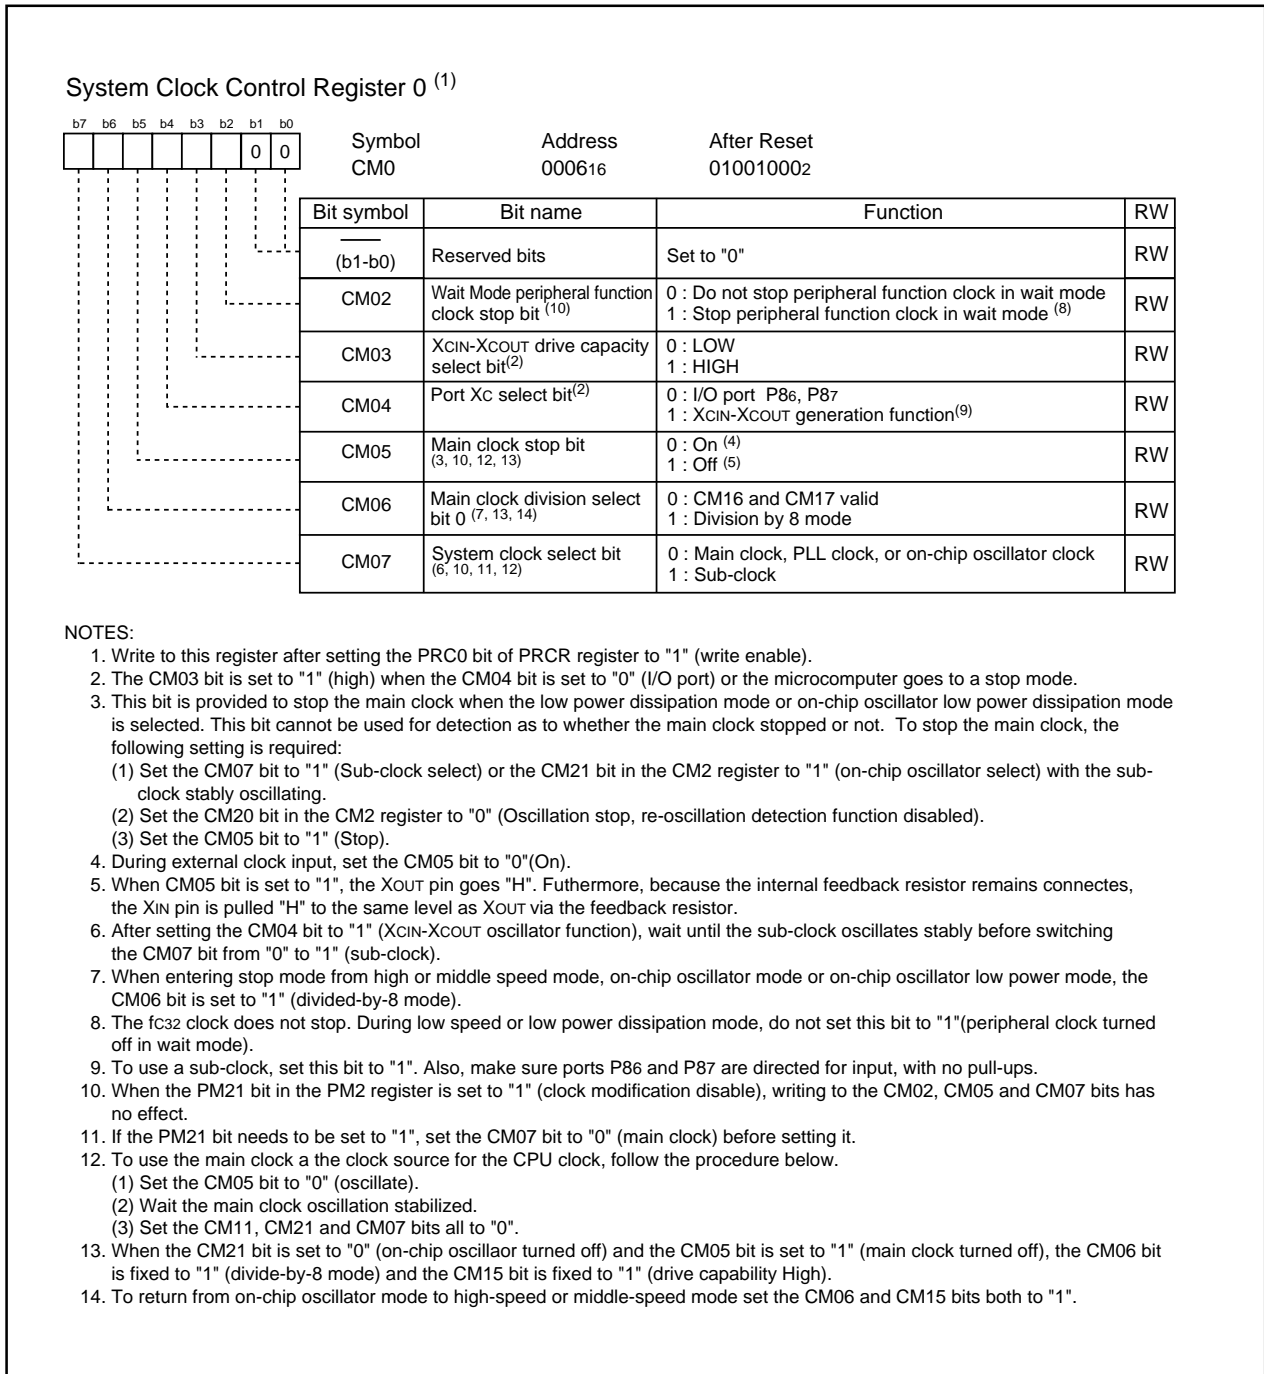 System Clock Control Register 0 (1)
b7 b6 b5 b4 b3 b2 b1 b0
0 0
Symbol Address After Reset
CM0 000616 010010002
Bit symbol Bit name Function RW
(b1-b0) Reserved bits Set to "0" RW
CM02 Wait Mode peripheral function 0 : Do not stop peripheral function clock in wait mode RW
clock stop bit (10) 1 : Stop peripheral function clock in wait mode (8)
CM03 XCIN-XCOUT drive capacity 0 : LOW RW
select bit(2) 1 : HIGH
CM04 Port XC select bit(2) 0 : I/O port P86, P87 RW
1 : XCIN-XCOUT generation function(9)
CM05 Main clock stop bit 0 : On (4) RW
(3, 10, 12, 13) 1 : Off (5)
CM06 Main clock division select 0 : CM16 and CM17 valid RW
bit 0 (7, 13, 14) 1 : Division by 8 mode
CM07 System clock select bit 0 : Main clock, PLL clock, or on-chip oscillator clock RW
(6, 10, 11, 12) 1 : Sub-clock
NOTES:
1. Write to this register after setting the PRC0 bit of PRCR register to "1" (write enable).
2. The CM03 bit is set to "1" (high) when the CM04 bit is set to "0" (I/O port) or the microcomputer goes to a stop mode.
3. This bit is provided to stop the main clock when the low power dissipation mode or on-chip oscillator low power dissipation mode
is selected. This bit cannot be used for detection as to whether the main clock stopped or not. To stop the main clock, the
following setting is required:
(1) Set the CM07 bit to "1" (Sub-clock select) or the CM21 bit in the CM2 register to "1" (on-chip oscillator select) with the sub-
clock stably oscillating.
(2) Set the CM20 bit in the CM2 register to "0" (Oscillation stop, re-oscillation detection function disabled).
(3) Set the CM05 bit to "1" (Stop).
4. During external clock input, set the CM05 bit to "0"(On).
5. When CM05 bit is set to "1", the XOUT pin goes "H". Futhermore, because the internal feedback resistor remains connectes,
the XIN pin is pulled "H" to the same level as XOUT via the feedback resistor.
6. After setting the CM04 bit to "1" (XCIN-XCOUT oscillator function), wait until the sub-clock oscillates stably before switching
the CM07 bit from "0" to "1" (sub-clock).
7. When entering stop mode from high or middle speed mode, on-chip oscillator mode or on-chip oscillator low power mode, the
CM06 bit is set to "1" (divided-by-8 mode).
8. The fC32 clock does not stop. During low speed or low power dissipation mode, do not set this bit to "1"(peripheral clock turned
off in wait mode).
9. To use a sub-clock, set this bit to "1". Also, make sure ports P86 and P87 are directed for input, with no pull-ups.
10. When the PM21 bit in the PM2 register is set to "1" (clock modification disable), writing to the CM02, CM05 and CM07 bits has
no effect.
11. If the PM21 bit needs to be set to "1", set the CM07 bit to "0" (main clock) before setting it.
12. To use the main clock a the clock source for the CPU clock, follow the procedure below.
(1) Set the CM05 bit to "0" (oscillate).
(2) Wait the main clock oscillation stabilized.
(3) Set the CM11, CM21 and CM07 bits all to "0".
13. When the CM21 bit is set to "0" (on-chip oscillaor turned off) and the CM05 bit is set to "1" (main clock turned off), the CM06 bit
is fixed to "1" (divide-by-8 mode) and the CM15 bit is fixed to "1" (drive capability High).
14. To return from on-chip oscillator mode to high-speed or middle-speed mode set the CM06 and CM15 bits both to "1".